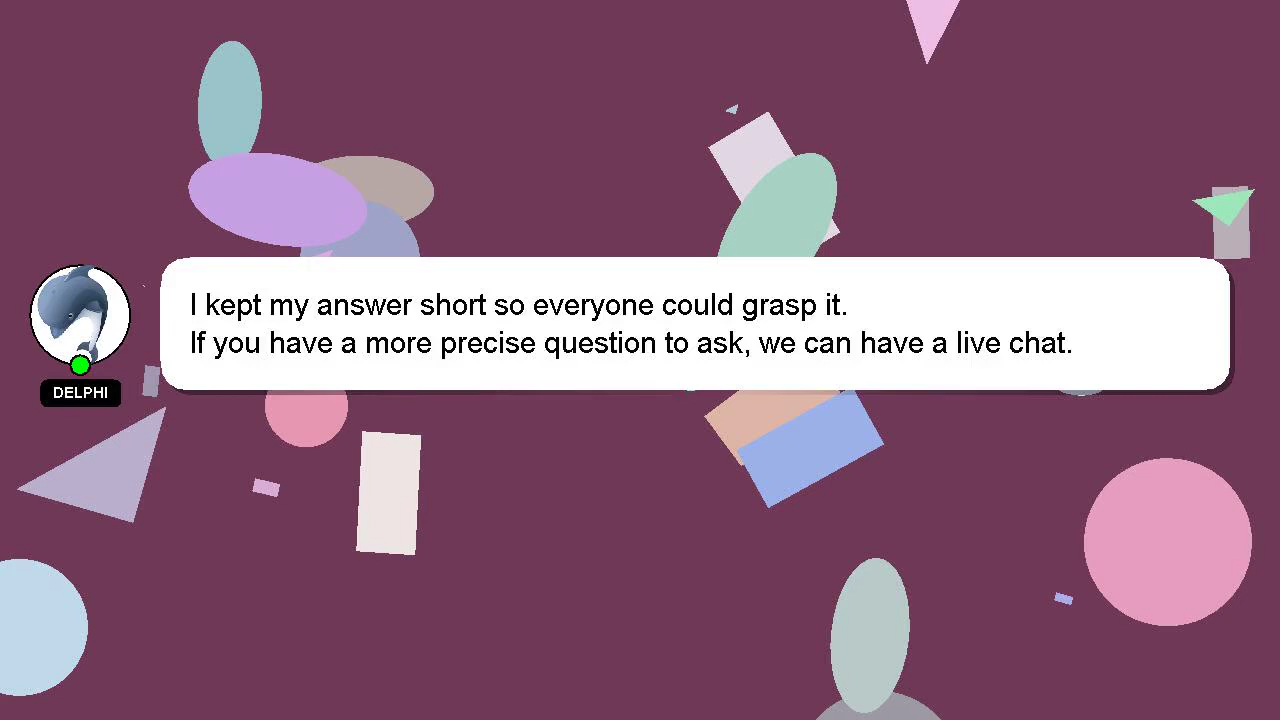 I kept my answer short so everyone could grasp it.
If you have a more precise question to ask, we can have a live chat.
DELPHI